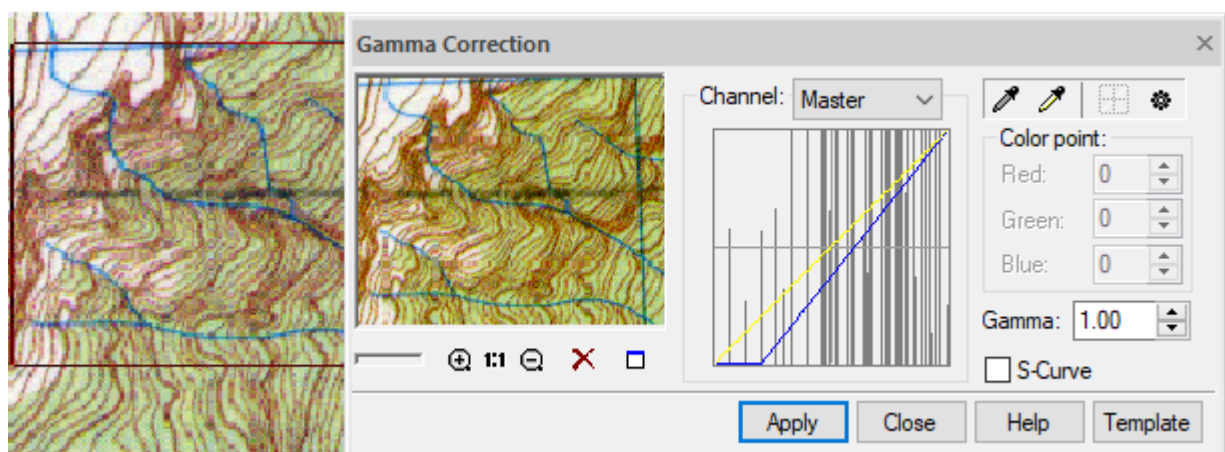 Gamma Correction
Channel: Master
Color point:
Red: 0
Green: 0
Blue: 0
Gamma: 1.00
1:1
S-Curve
Apply Close Help Template